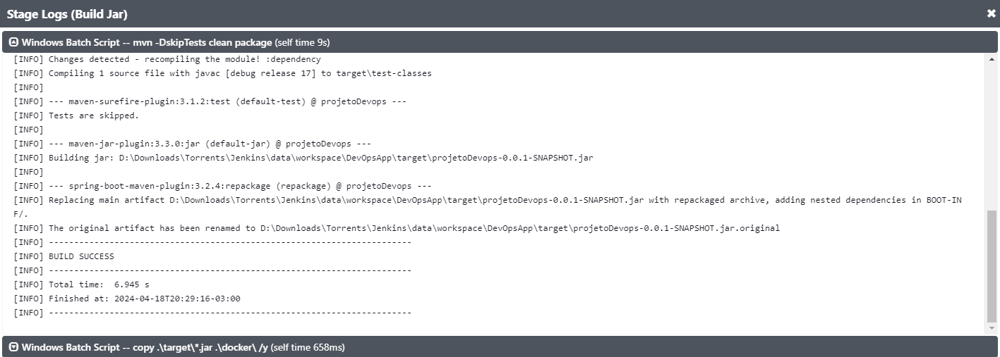 Stage Logs (Build Jar)
Windows Batch Script -- mvn -DskipTests clean package (self time 9s)
[INFO] Changes detected - recompiling the module! :dependency
[INFO] Compiling 1 source file with javac [debug release 17] to target\test-classes
[INFO]
[INFO] --- maven-surefire-plugin:3.1.2:test (default-test) @ projetoDevops ---
[INFO] Tests are skipped.
[INFO]
[INFO] --- maven-jar-plugin:3.3.0:jar (default-jar) @ projetoDevops ---
[INFO] Building jar: D:\Downloads\Torrents\Jenkins\data\workspace\DevOpsApp\target\projetoDevops-0.0.1-SNAPSHOT.jar
[INFO]
[INFO] --- spring-boot-maven-plugin:3.2.4:repackage (repackage) @ projetoDevops ---
[INFO] Replacing main artifact D:\Downloads\Torrents\Jenkins\data\workspace\DevOpsApp\target\projetoDevops-0.0.1-SNAPSHOT.jar with repackaged archive, adding nested dependencies in BOOT-IN
F/.
[INFO] The original artifact has been renamed to D:\Downloads\Torrents\Jenkins\data\workspace\DevOpsApp\target\projetoDevops-0.0.1-SNAPSHOT.jar.original
[INFO] ------------------------------------------------------------------------
[INFO] BUILD SUCCESS
[INFO] ------------------------------------------------------------------------
[INFO] Total time:  6.945 s
[INFO] Finished at: 2024-04-18T20:29:16-03:00
[INFO] ------------------------------------------------------------------------
Windows Batch Script -- copy .\target\*.jar .\docker\ /y (self time 658ms)